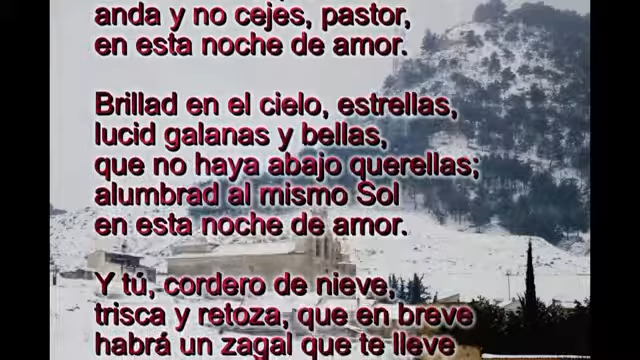 anda y no cejes, pastor,
en esta noche de amor.
Brillad en el cielo, estrellas,
lucid galanas y bellas,
que no haya abajo querellas;
alumbrad al mismo Sol
en esta noche de amor.
Y tú, cordero de nieve,
trisca y retoza, que en breve
habrá un zagal que te lleve